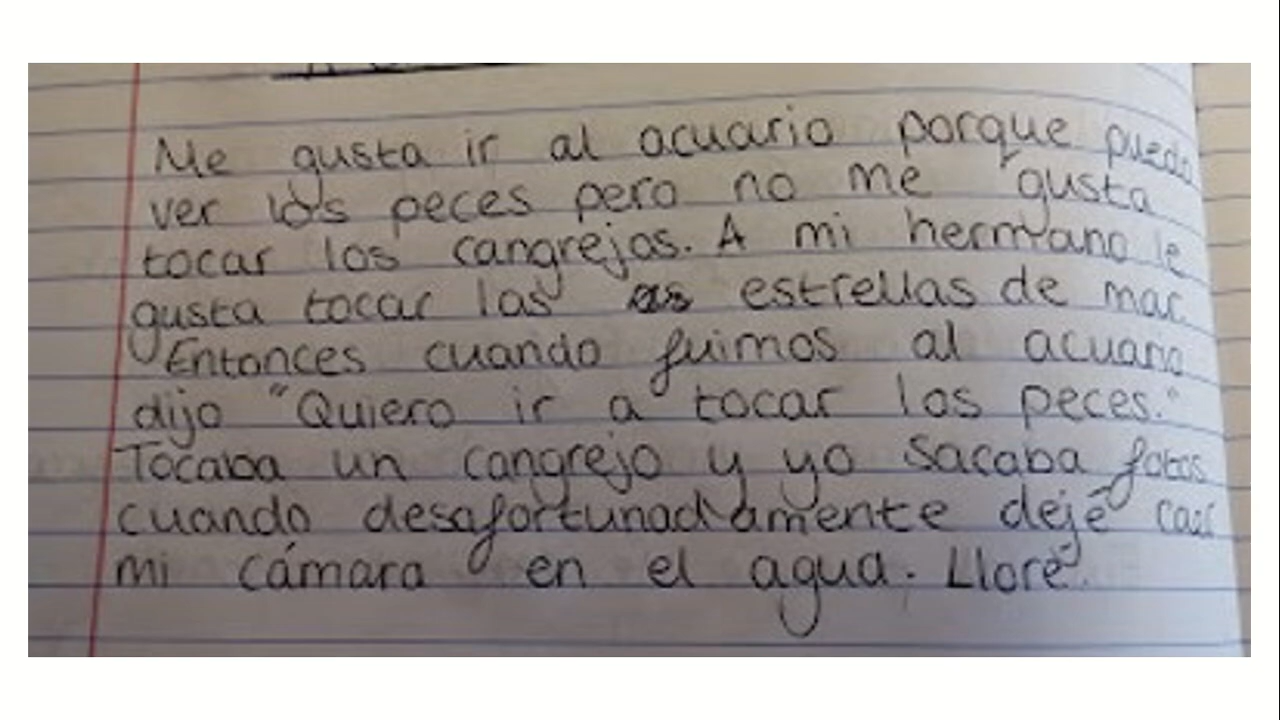 Me gusta ir al acuario porque puedo
ver los peces pero no me gusta
tocar los cangrejos. A mi hermano le
gusta tocar las estrellas de mar.
Entonces cuando fuimos al acuario
dijo "Quiero ir a tocar los peces."
Tocaba un cangrejo y yo sacaba fotos
cuando desafortunadamente dejé caer
mi cámara en el agua. Lloré.